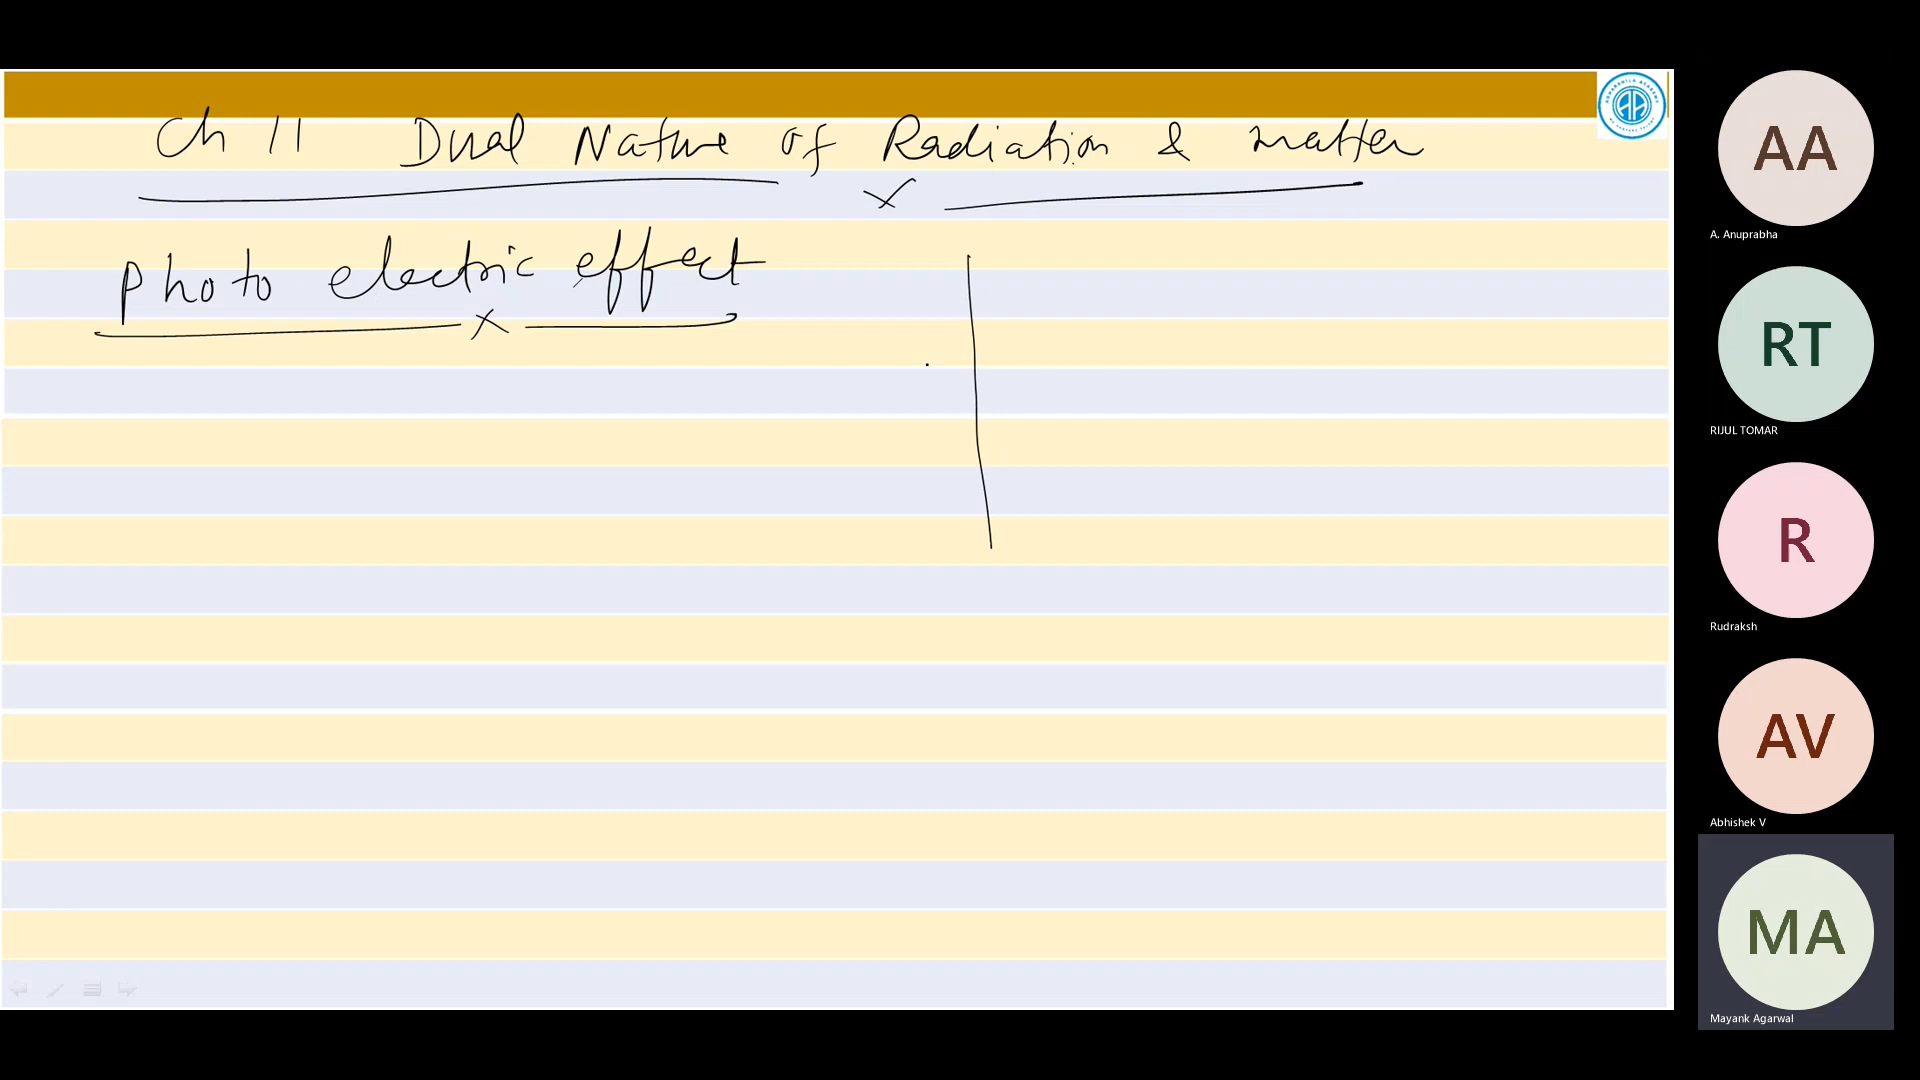 Ch 11 Dual Nature of Radiation & matter
Photo electric effect
AA
A. Anuprabha
RT
RIJUL TOMAR
R
Rudraksh
AV
Abhishek V
MA
Mayank Agarwal